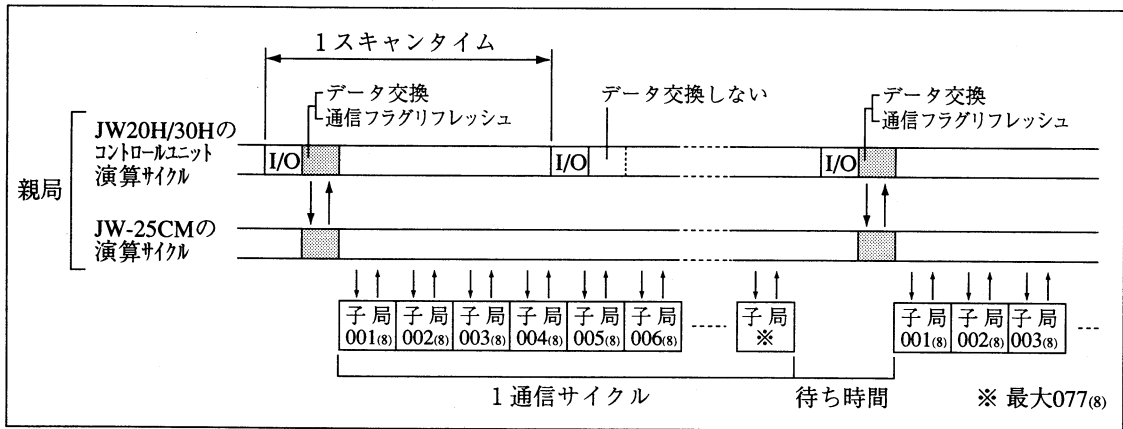 1スキャンタイム
データ交換
通信フラグリフレッシュ
データ交換しない
データ交換
通信フラグリフレッシュ
親局
JW20H/30Hの
コントロールユニット
演算サイクル
I/O
I/O
I/O
JW-25CMの
演算サイクル
子局 子局 子局 子局 子局 子局 子局 子局 子局 子局
001(8) 002(8) 003(8) 004(8) 005(8) 006(8) ※ 001(8) 002(8) 003(8)
1通信サイクル
待ち時間
※ 最大077(8)